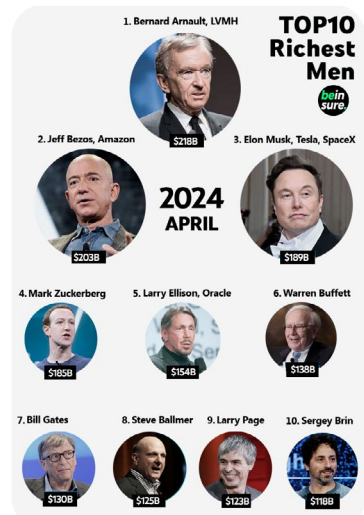 1. Bernard Arnault, LVMH
TOP10
Richest
Men
be in
sure.
$218B
2. Jeff Bezos, Amazon
3. Elon Musk, Tesla, SpaceX
2024
APRIL
$203B
$189B
4. Mark Zuckerberg
5. Larry Ellison, Oracle
6. Warren Buffett
$185B
$154B
$138B
7. Bill Gates
8. Steve Ballmer
9. Larry Page
10. Sergey Brin
$130B
$125B
$123B
$118B